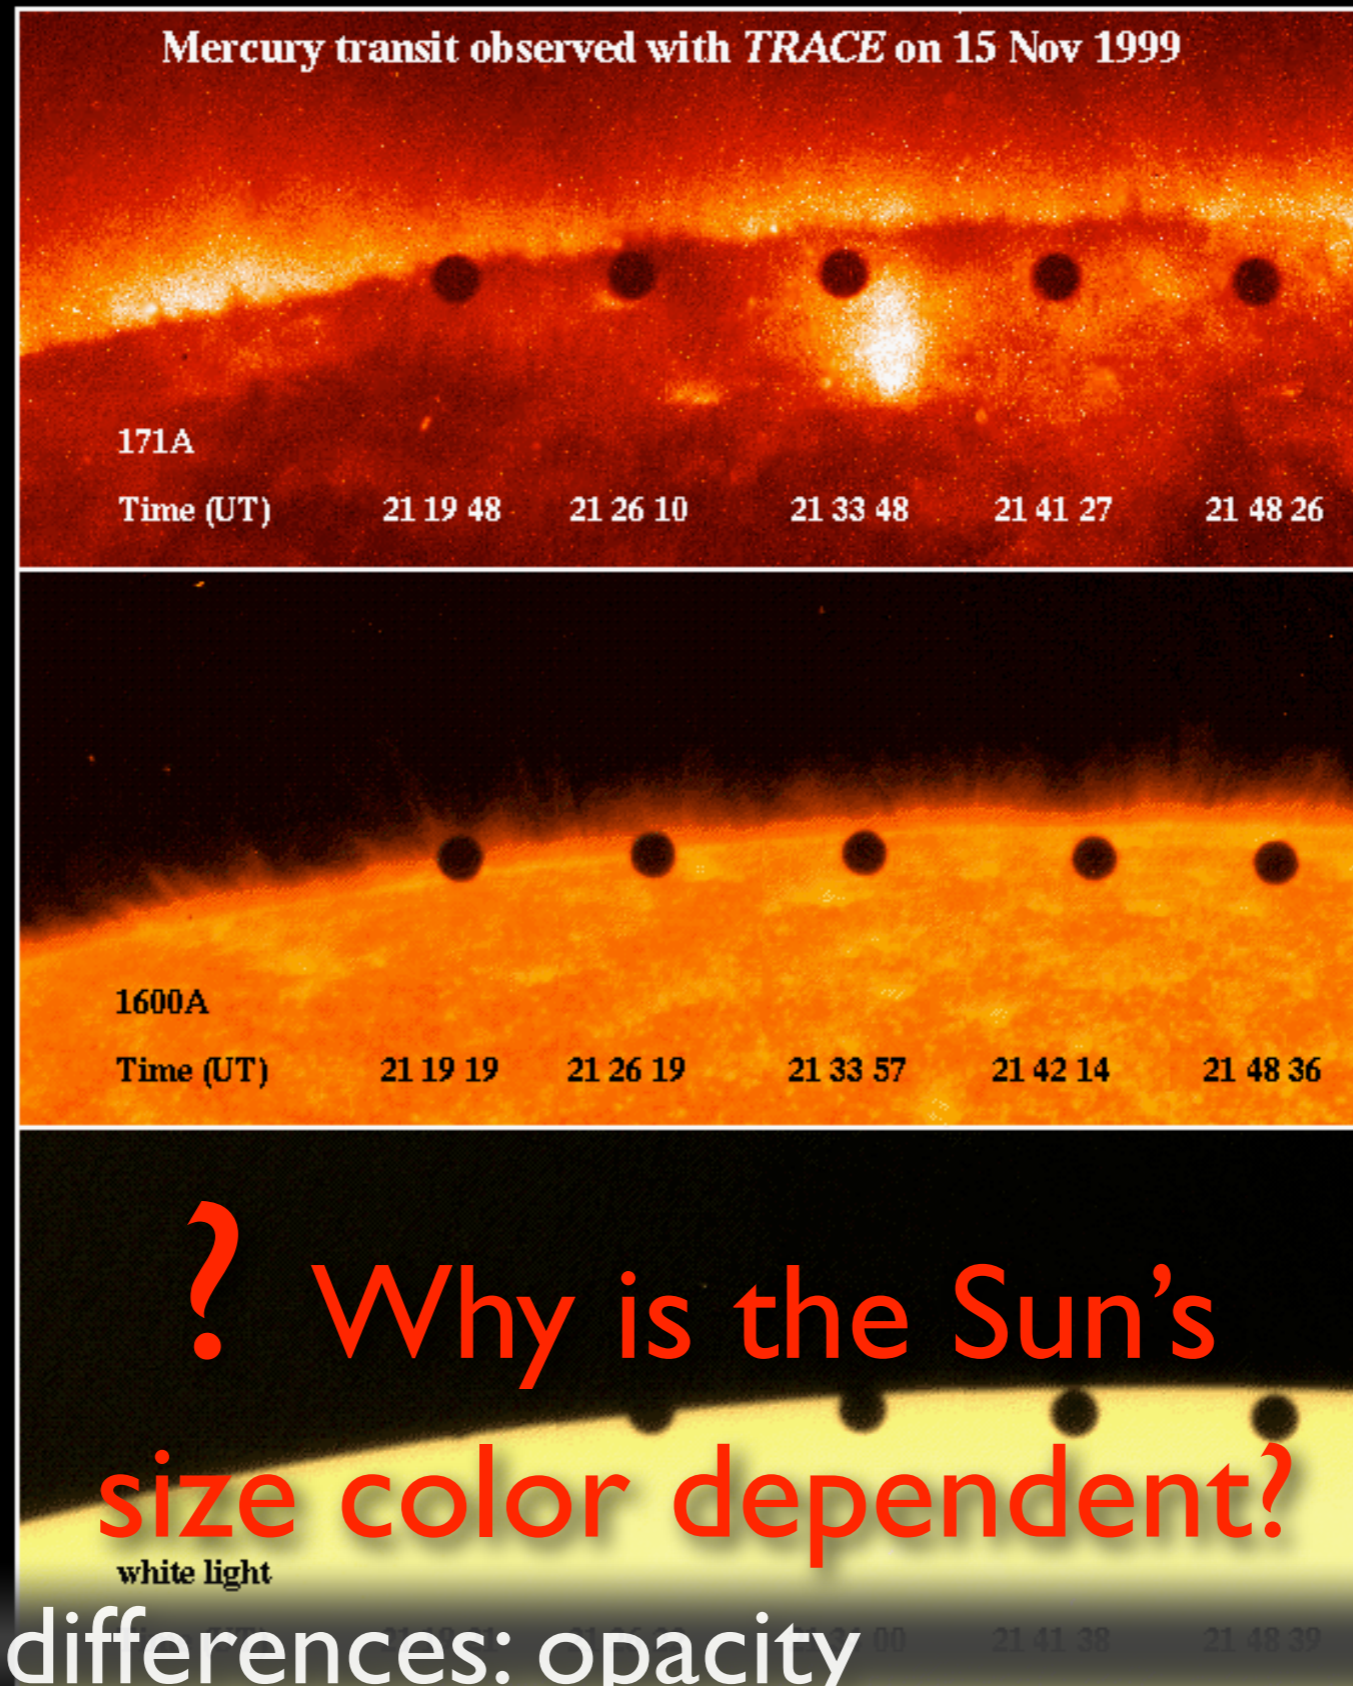 Mercury transit observed with TRACE on 15 Nov 1999
171A
Time (UT) 21 19 48 21 26 10 21 33 48 21 41 27 21 48 26
1600A
Time (UT) 21 19 19 21 26 19 21 33 57 21 42 14 21 48 36
? Why is the Sun’s
size color dependent?
white light
21 41 38 21 48 39
differences: opacity